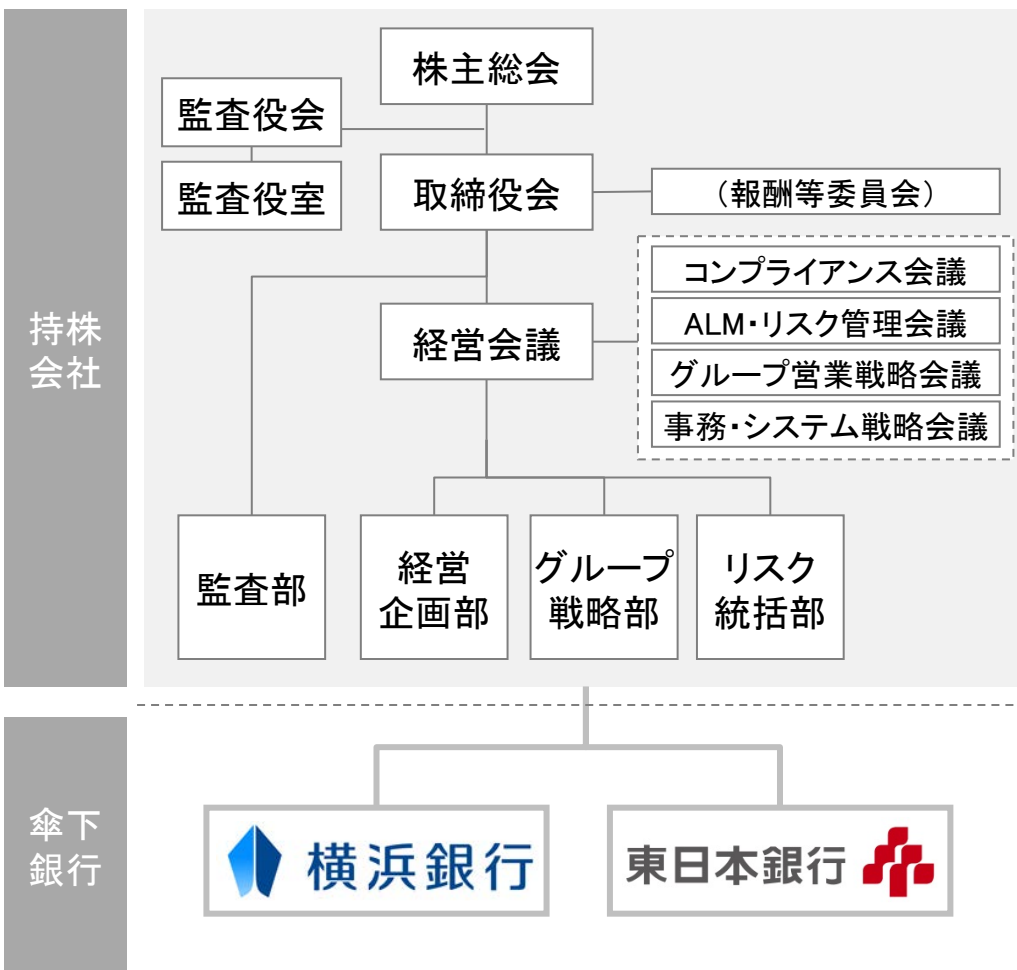 持株
会社
株主総会
監査役会
監査役室
取締役会
（報酬等委員会）
コンプライアンス会議
ALM・リスク管理会議
グループ営業戦略会議
事務・システム戦略会議
経営会議
監査部
経営
企画部
グループ
戦略部
リスク
統括部
傘下
銀行
横浜銀行
東日本銀行